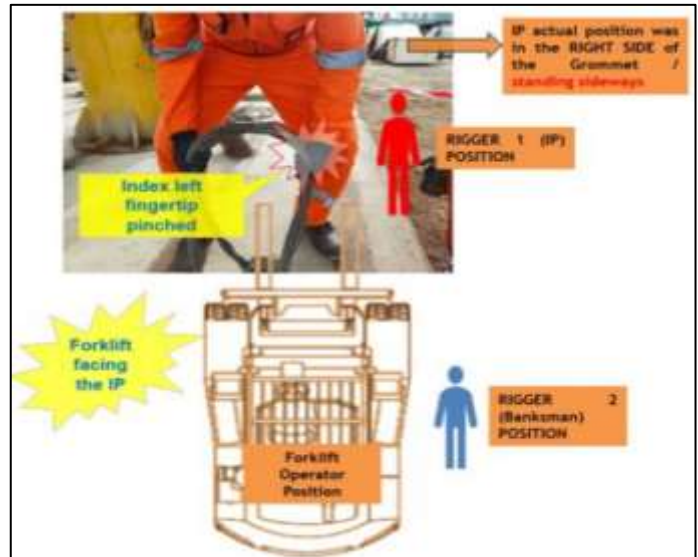 IP actual position was
in the RIGHT SIDE of
the Grommet /
standing sideways
RIGGER 1 (IP)
POSITION
Index left
fingertip
pinched
Forklift
facing
the IP
RIGGER 2
(Banksman)
POSITION
Forklift
Operator
Position